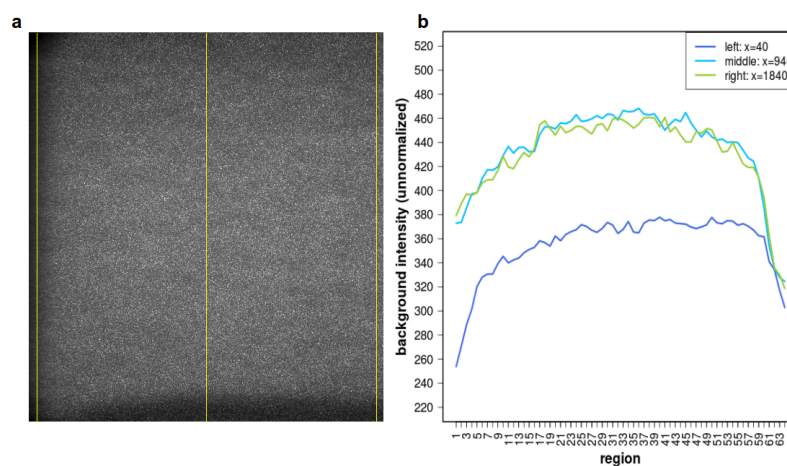 a
b
left: x=40
middle: x=940
right: x=1840
background intensity (unnormalized)
520
500
480
460
440
420
400
380
360
340
320
300
280
260
240
220
1 3 5 7 9 11 13 15 17 19 21 23 25 27 29 31 33 35 37 39 41 43 45 47 49 51 53 55 57 59 61 63
region